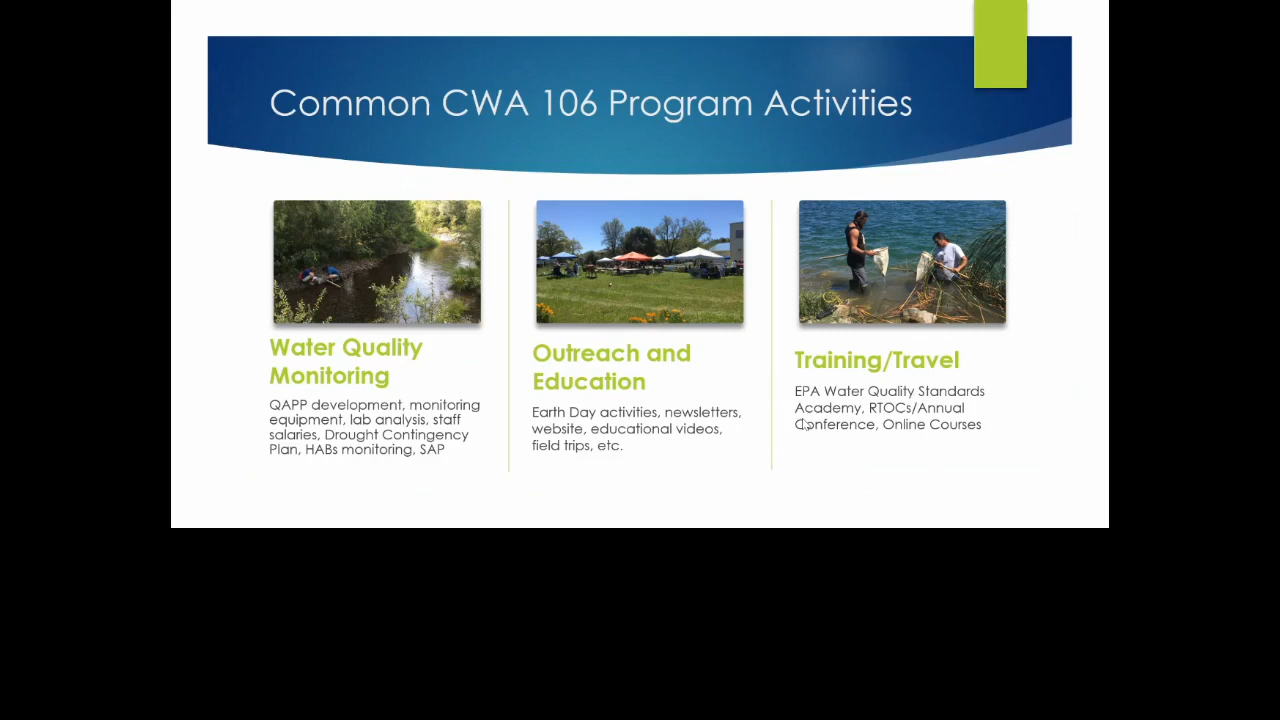 Common CWA 106 Program Activities
Water Quality
Monitoring
QAPP development, monitoring
equipment, lab analysis, staff
salaries, Drought Contingency
Plan, HABs monitoring, SAP
Outreach and
Education
Earth Day activities, newsletters,
website, educational videos,
field trips, etc.
Training/Travel
EPA Water Quality Standards
Academy, RTOCs/Annual
Conference, Online Courses